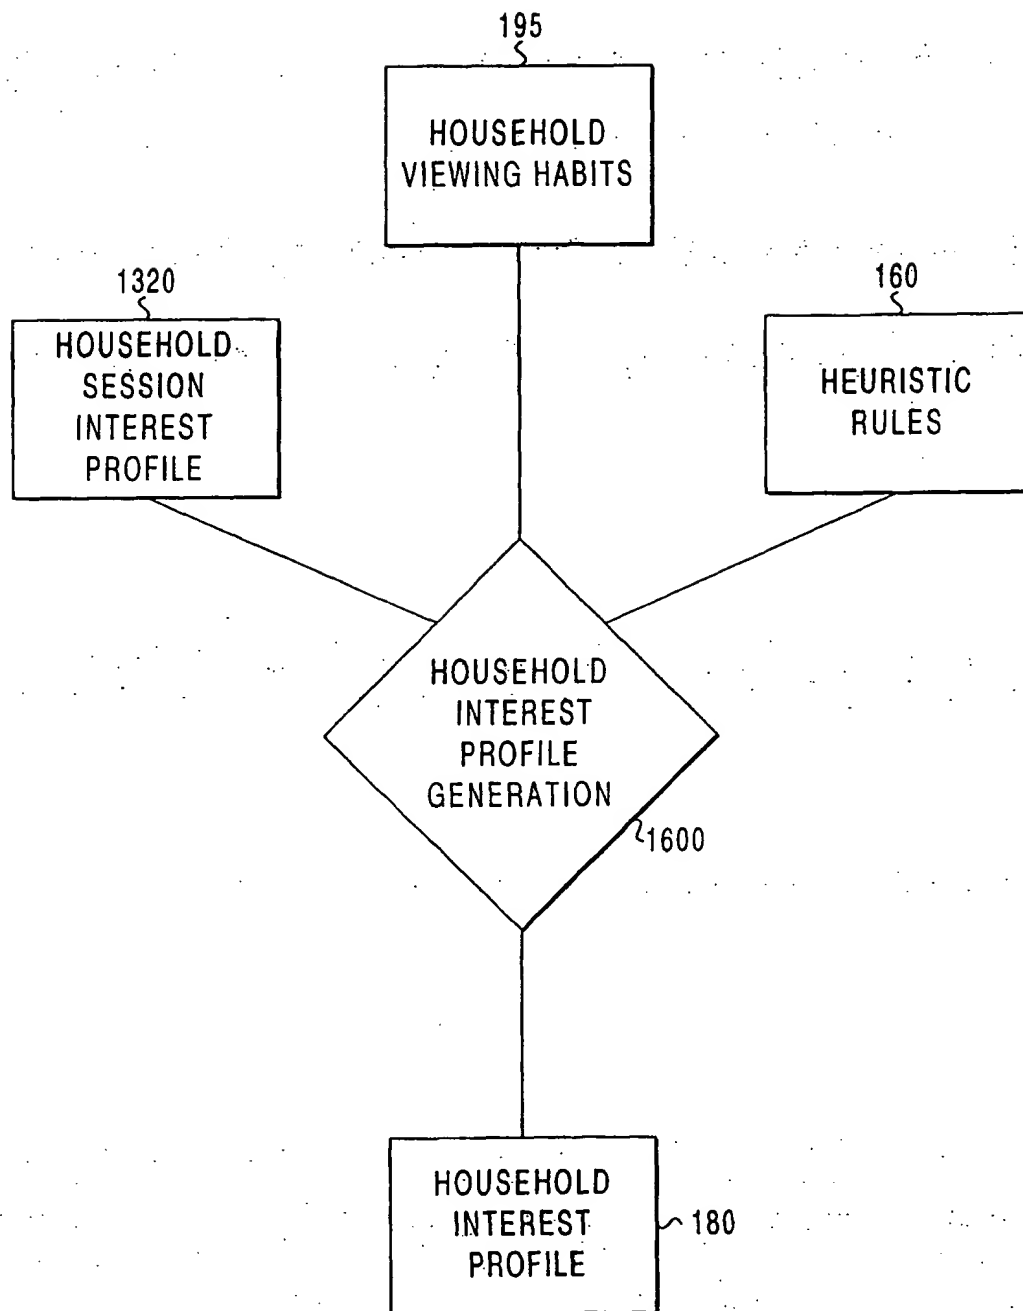 195
HOUSEHOLD
VIEWING HABITS
1320
HOUSEHOLD
SESSION
INTEREST
PROFILE
160
HEURISTIC
RULES
HOUSEHOLD
INTEREST
PROFILE
GENERATION
1600
HOUSEHOLD
INTEREST
PROFILE
180